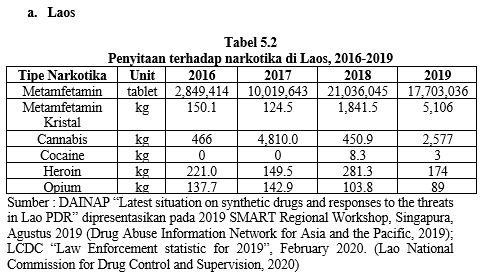 a. Laos
Tabel 5.2
Penyitaan terhadap narkotika di Laos, 2016-2019
Tipe Narkotika Unit 2016 2017 2018 2019
Metamfetamin tablet 2,849,414 10,019,643 21,036,045 17,703,036
Metamfetamin Kristal kg 150.1 124.5 1,841.5 5,106
Cannabis kg 466 4,810.0 450.9 2,577
Cocaine kg 0 0 8.3 3
Heroin kg 221.0 149.5 281.3 174
Opium kg 137.7 142.9 103.8 89
Sumber : DAINAP “Latest situation on synthetic drugs and responses to the threats
in Lao PDR” dipresentasikan pada 2019 SMART Regional Workshop, Singapura,
Agustus 2019 (Drug Abuse Information Network for Asia and the Pacific, 2019);
LCDC “Law Enforcement statistic for 2019”, February 2020. (Lao National
Commission for Drug Control and Supervision, 2020)